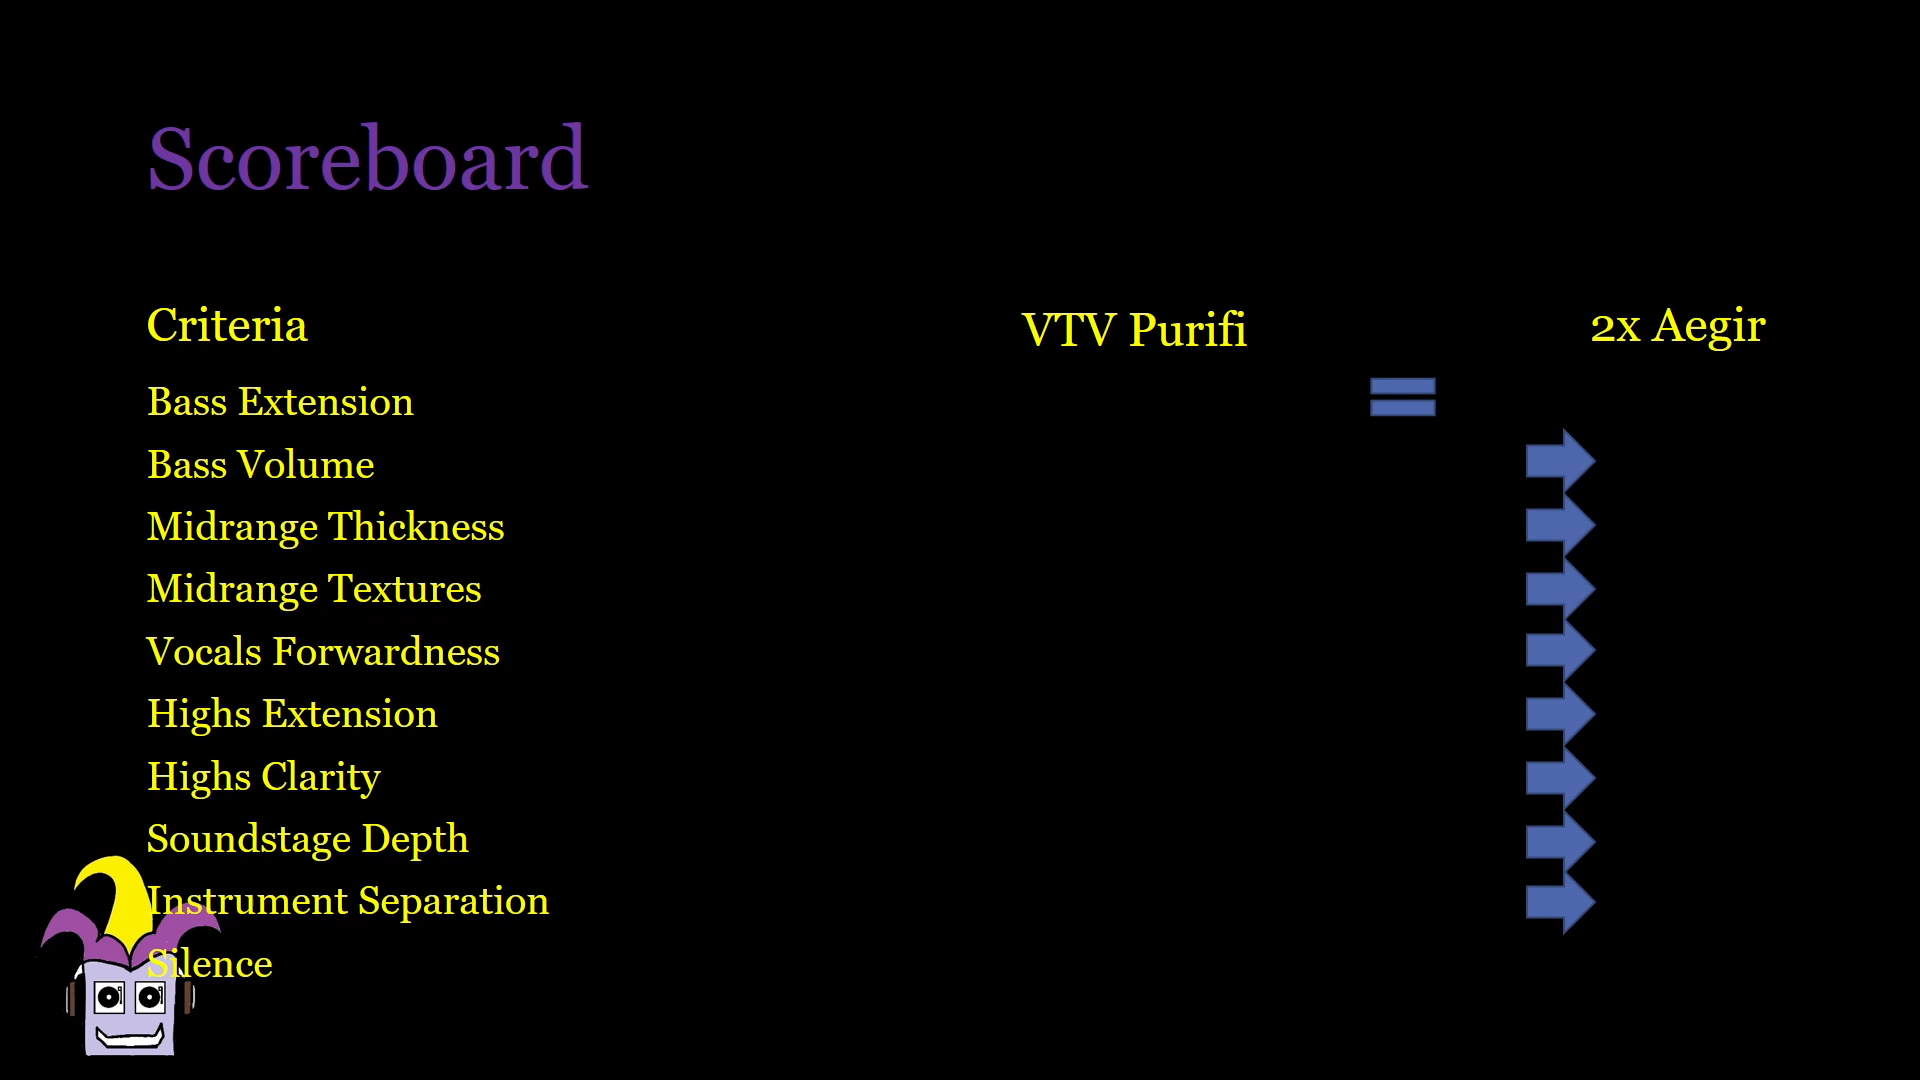 Scoreboard
Criteria
VTV Purifi
2x Aegir
Bass Extension
Bass Volume
Midrange Thickness
Midrange Textures
Vocals Forwardness
Highs Extension
Highs Clarity
Soundstage Depth
Instrument Separation
Silence